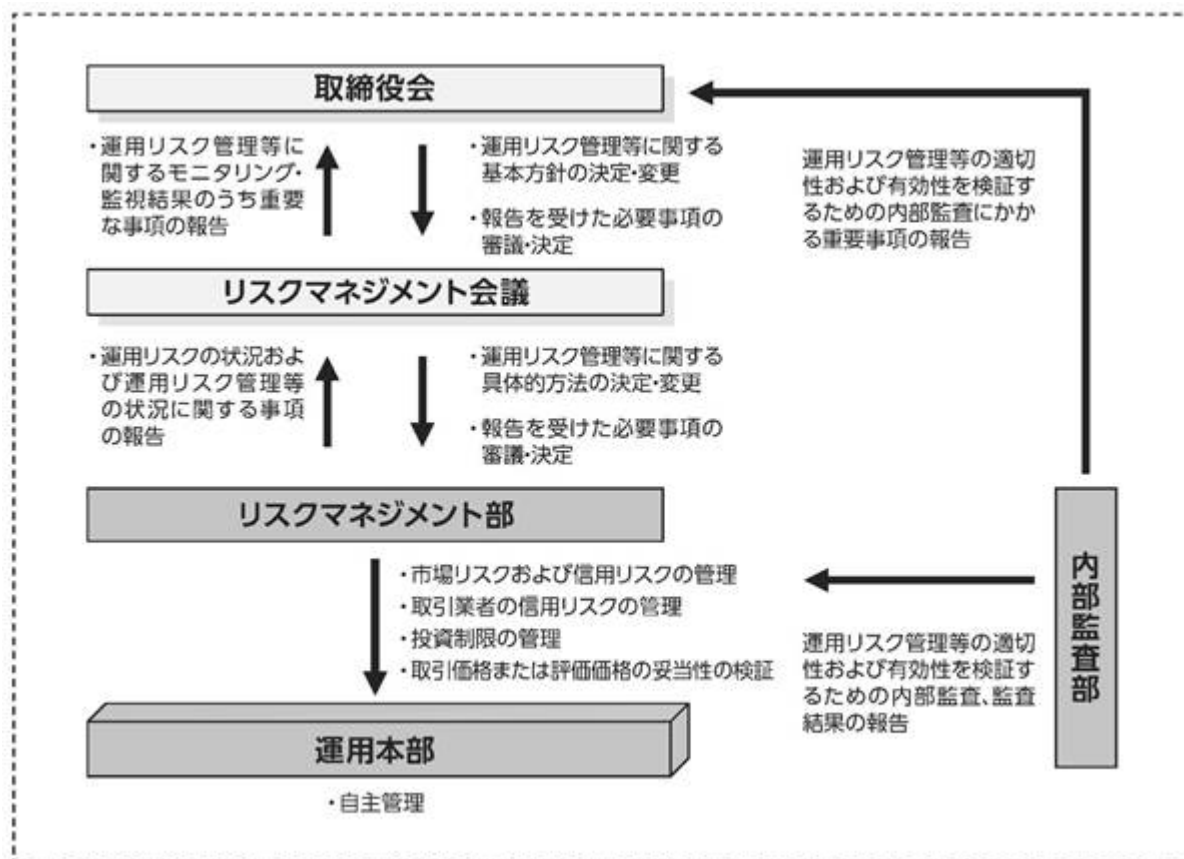 取締役会
・運用リスク管理等に
関するモニタリング・
監視結果のうち重要
な事項の報告
・運用リスク管理等に関する
基本方針の決定・変更
・報告を受けた必要事項の
審議・決定
運用リスク管理等の適切
性および有効性を検証す
るための内部監査にかか
る重要事項の報告
リスクマネジメント会議
・運用リスクの状況およ
び運用リスク管理等
の状況に関する事項
の報告
・運用リスク管理等に関する
具体的方法の決定・変更
・報告を受けた必要事項の
審議・決定
リスクマネジメント部
・市場リスクおよび信用リスクの管理
・取引業者の信用リスクの管理
・投資制限の管理
・取引価格または評価価格の妥当性の検証
内部監査部
運用リスク管理等の適切
性および有効性を検証す
るための内部監査、監査
結果の報告
運用本部
・自主管理